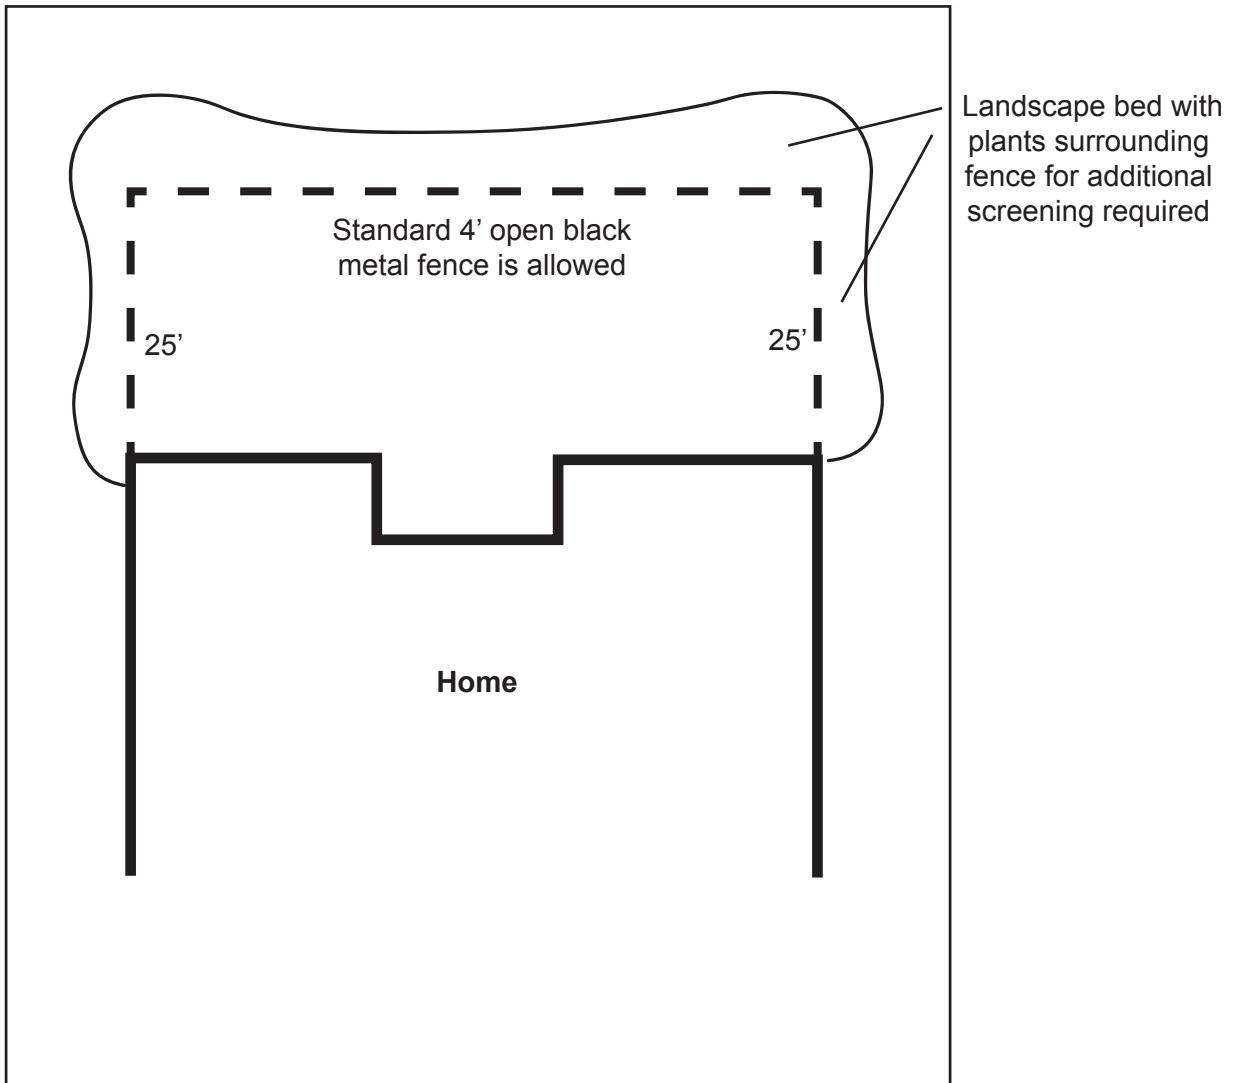 Landscape bed with
plants surrounding
fence for additional
screening required
Standard 4’ open black
metal fence is allowed
25’
25’
Home